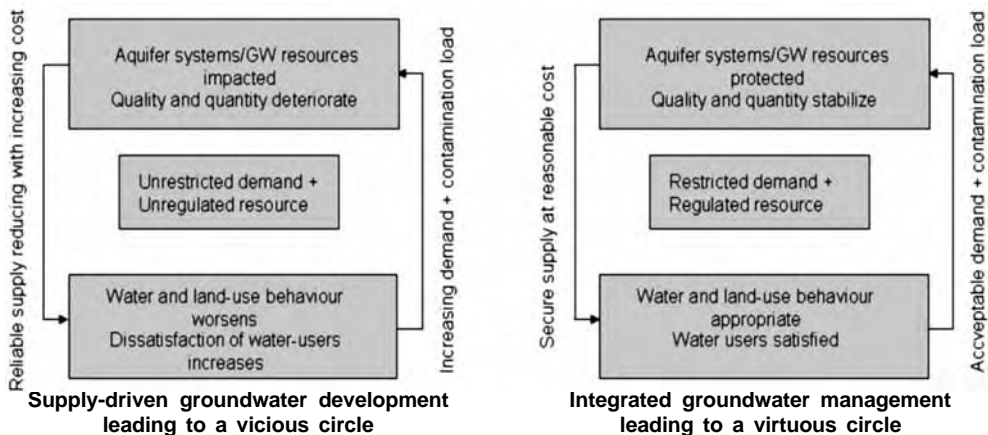 Reliable supply reducing with increasing cost
Aquifer systems/GW resources
impacted
Quality and quantity deteriorate
Unrestricted demand +
Unregulated resource
Water and land-use behaviour
worsens
Dissatisfaction of water-users
increases
Increasing demand + contamination load
Supply-driven groundwater development
leading to a vicious circle
Secure supply at reasonable cost
Aquifer systems/GW resources
protected
Quality and quantity stabilize
Restricted demand +
Regulated resource
Water and land-use behaviour
appropriate
Water users satisfied
Accveptable demand + contamination load
Integrated groundwater management
leading to a virtuous circle